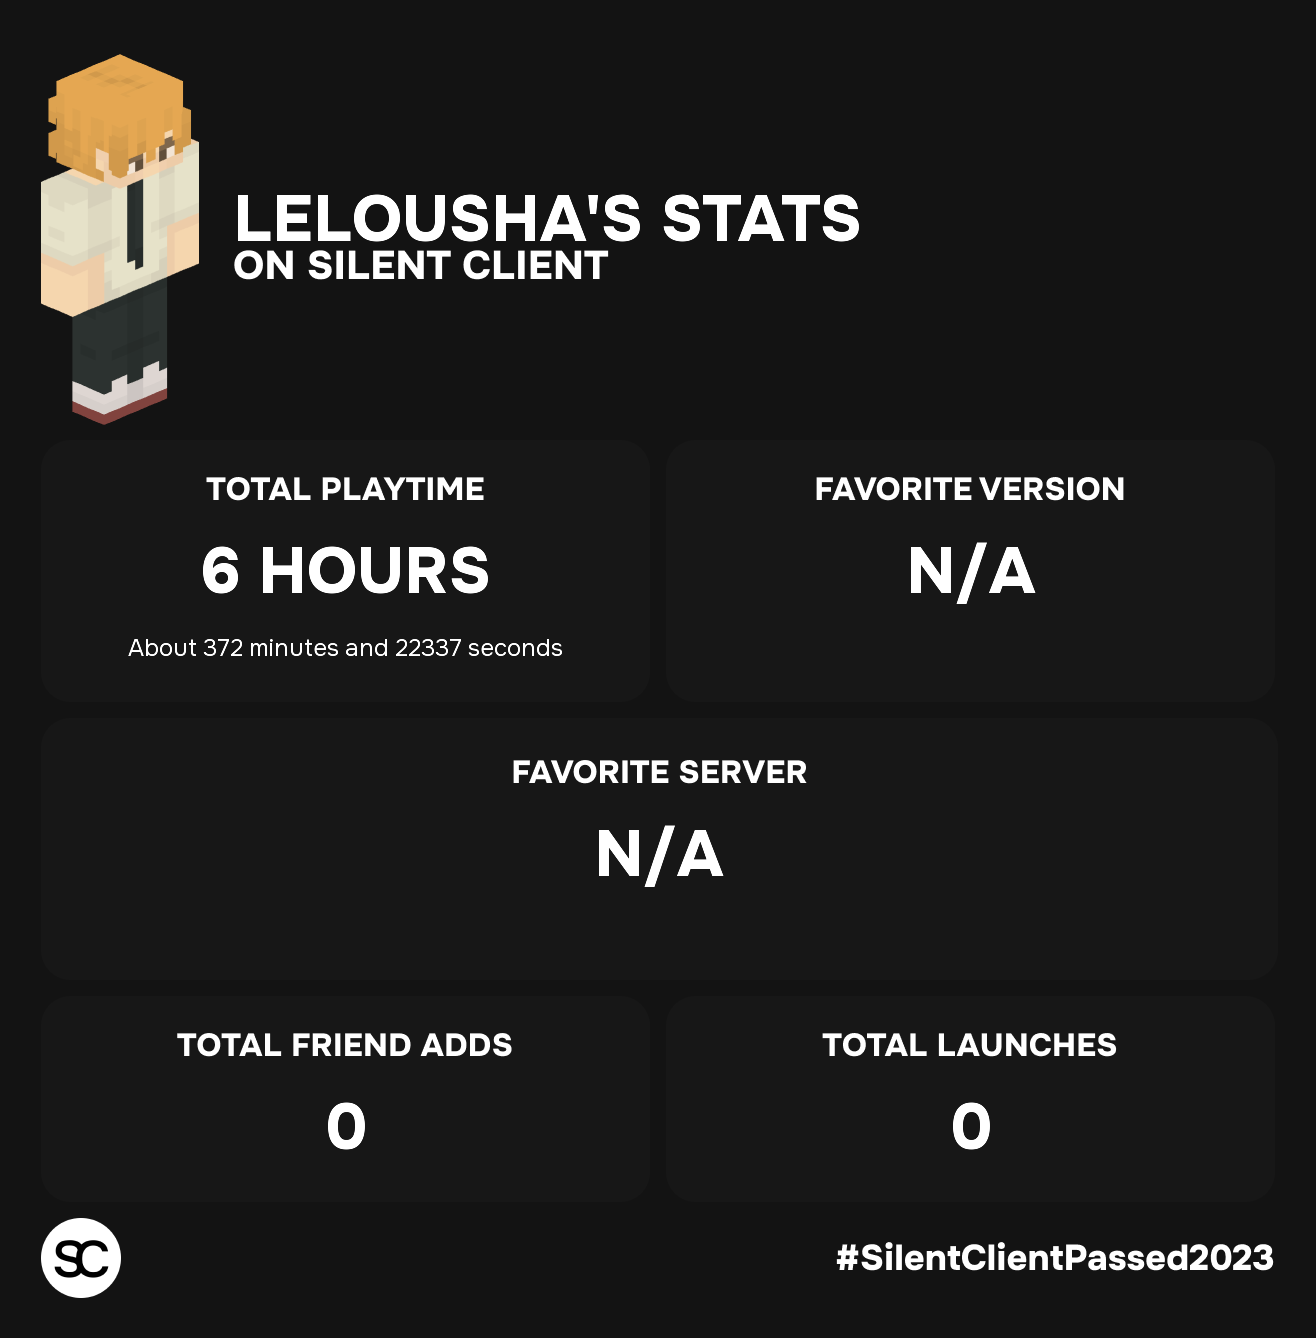 LELOUSHA'S STATS
ON SILENT CLIENT
TOTAL PLAYTIME
6 HOURS
About 372 minutes and 22337 seconds
FAVORITE VERSION
N/A
FAVORITE SERVER
N/A
TOTAL FRIEND ADDS
0
TOTAL LAUNCHES
0
SC
#SilentClientPassed2023